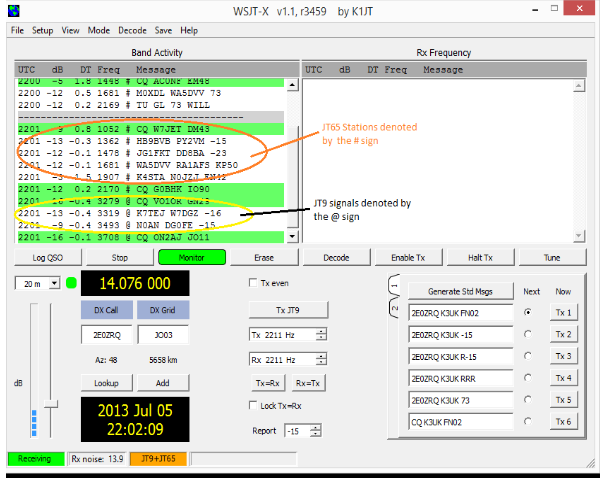 WSJT-X v1.1, r3459 by K1JT
File Setup View Mode Decode Save Help
Band Activity
Rx Frequency
UTC dB DT Freq Message
UTC dB DT Freq Message
2200 -5 1.8 1448 # CQ AC0NF EM48
2200 -12 0.5 1681 # M0XDL WA5DVV 73
2200 -12 0.2 2169 # TU GL 73 WILL
----------------------------------------
2201 -9 0.8 1052 # CQ W7JET DM43
2201 -13 -0.3 1362 # HB9BVB PY2VM -15
2201 -12 -0.1 1478 # JG1FKT DD8BA -23
2201 -12 -0.1 1681 # WA5DVV RA1AFS KP50
2201 -3 1.5 1907 # K4STA N0JZJ EM42
2201 -12 0.2 2170 # CQ G0BHK IO90
2201 -16 -0.4 3279 @ CQ VO1OR GN23
2201 -13 -0.4 3319 @ K7TEJ W7DGZ -16
2201 -9 -0.4 3493 @ N0AN DG0FE -15
2201 -16 -0.1 3708 @ CQ ON2AJ JO11
JT65 Stations denoted
by the # sign
JT9 signals denoted by
the @ sign
Log QSO Stop Monitor Erase Decode Enable Tx Halt Tx Tune
20 m
14.076 000
DX Call DX Grid
2E0ZRQ JO03
Az: 48 5658 km
Lookup Add
dB
2013 Jul 05
22:02:09
Tx even
Tx JT9
Tx 2211 Hz
Rx 2211 Hz
Tx=Rx Rx=Tx
Lock Tx=Rx
Report -15
1
2
Generate Std Msgs Next Now
2E0ZRQ K3UK FN02 Tx 1
2E0ZRQ K3UK -15 Tx 2
2E0ZRQ K3UK R-15 Tx 3
2E0ZRQ K3UK RRR Tx 4
2E0ZRQ K3UK 73 Tx 5
CQ K3UK FN02 Tx 6
Receiving Rx noise: 13.9 JT9+JT65